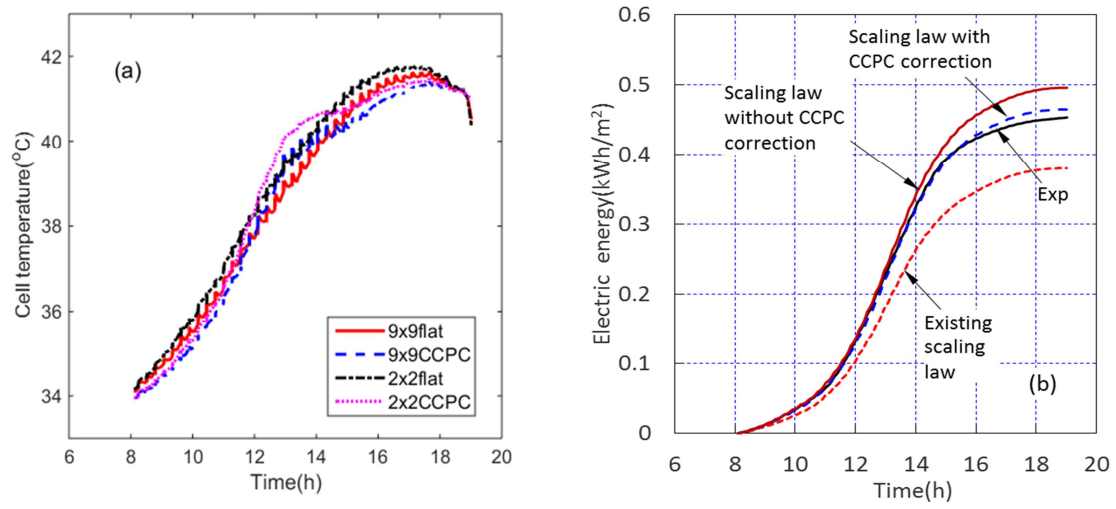 (a)
Cell temperature(°C)
42
40
38
36
34
6 8 10 12 14 16 18 20
Time(h)
9x9flat
9x9CCPC
2x2flat
2x2CCPC
Electric energy(kWh/m²)
0.6
0.5
0.4
0.3
0.2
0.1
0
6 8 10 12 14 16 18 20
Time(h)
Scaling law with
CCPC correction
Scaling law
without CCPC
correction
Exp
Existing
scaling
law
(b)